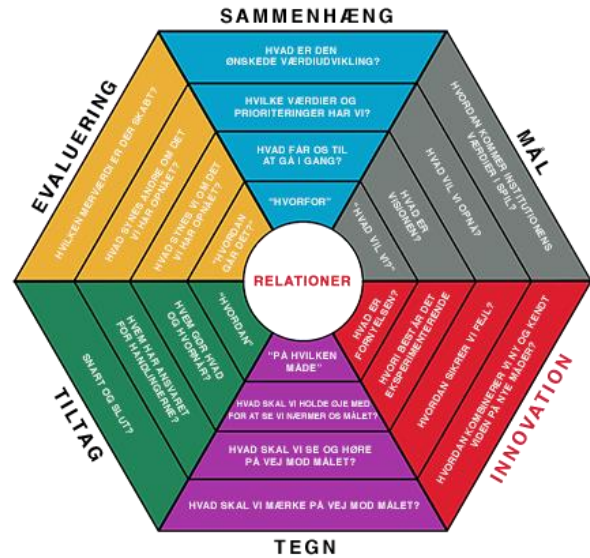 SAMMENHÆNG
HVAD ER DEN
ØNSKEDE VÆRDIUDVIKLING?
HVILKE VÆRDIER OG
PRIORITERINGER HAR VI?
HVAD FÅR OS TIL
AT GÅ I GANG?
"HVORFOR"
MÅL
HVORDAN KOMMER INSTITUTIONENS
VÆRDIER I SPIL?
HVAD VIL VI OPNÅ?
HVAD ER
VISIONEN?
"HVAD VIL VI?"
INNOVATION
HVAD ER
FORNYELSEN?
HVORI BESTÅR DET
EKSPERIMENTERENDE
HVORDAN SIKRER VI FEJL?
HVORDAN KOMBINERER VI NY OG KENDT
VIDEN PÅ NYE MÅDER?
"PÅ HVILKEN
MÅDE"
HVAD SKAL VI HOLDE ØJE MED
FOR AT SE VI NÆRMER OS MÅLET?
HVAD SKAL VI SE OG HØRE
PÅ VEJ MOD MÅLET?
HVAD SKAL VI MÆRKE PÅ VEJ MOD MÅLET?
TEGN
TILTAG
"HVORDAN"
HVEM GØR HVAD
OG HVORNÅR?
HVEM HAR ANSVARET
FOR HANDLINGERNE?
SNART OG SLUT?
EVALUERING
HVILKEN MERVÆRDI ER DER SKABT?
HVAD SYNES ANDRE OM DET
VI HAR OPNÅET?
HVAD SYNES VI OM DET
VI HAR OPNÅET?
"HVORDAN
GÅR DET?"
RELATIONER